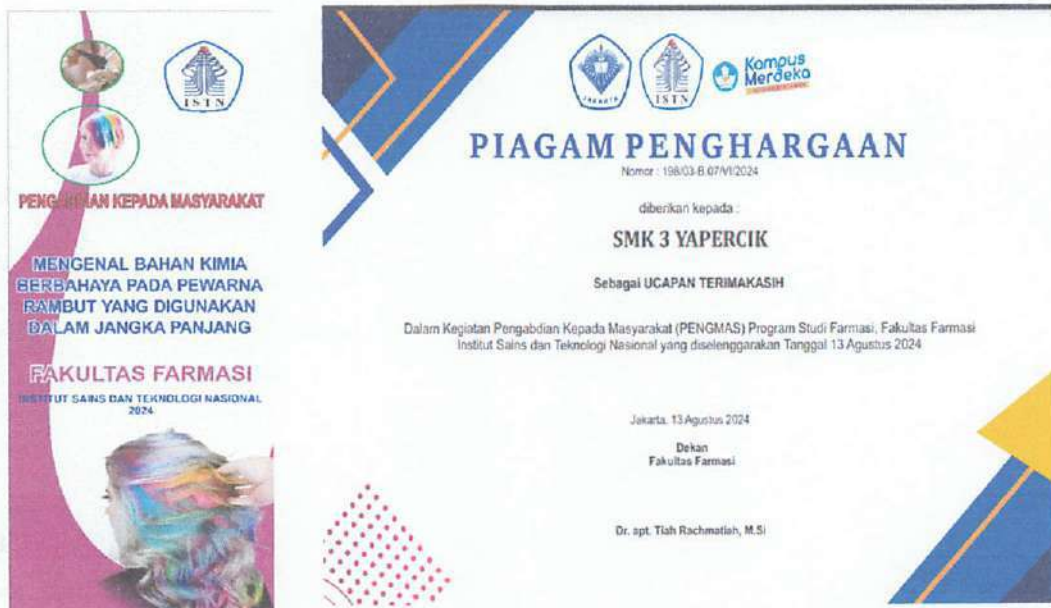 ISTN
PENGABDIAN KEPADA MASYARAKAT
MENGENAL BAHAN KIMIA
BERBAHAYA PADA PEWARNA
RAMBUT YANG DIGUNAKAN
DALAM JANGKA PANJANG
FAKULTAS FARMASI
INSTITUT SAINS DAN TEKNOLOGI NASIONAL
2024
JAKARTA
ISTN
Kampus
Merdeka
PIAGAM PENGHARGAAN
Nomor : 198/03-B.07/VI/2024
diberikan kepada :
SMK 3 YAPERCIK
Sebagai UCAPAN TERIMAKASIH
Dalam Kegiatan Pengabdian Kepada Masyarakat (PENGMAS) Program Studi Farmasi, Fakultas Farmasi
Institut Sains dan Teknologi Nasional yang diselenggarakan Tanggal 13 Agustus 2024
Jakarta, 13 Agustus 2024
Dekan
Fakultas Farmasi
Dr. apt. Tiah Rachmatiah, M.Si